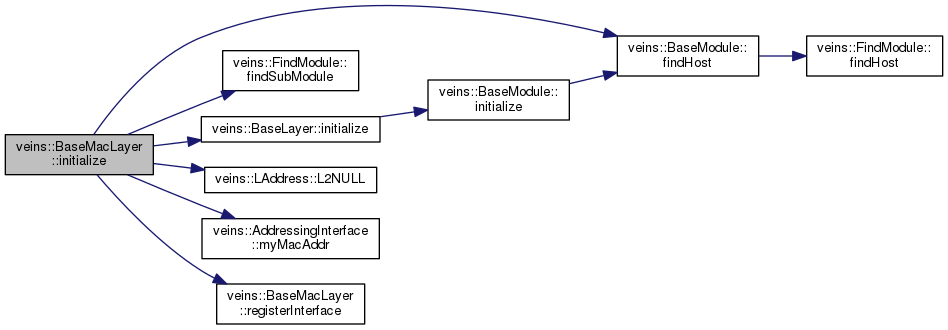 veins::BaseMacLayer
::initialize
veins::FindModule::
findSubModule
veins::BaseLayer::initialize
veins::LAddress::L2NULL
veins::AddressingInterface
::myMacAddr
veins::BaseMacLayer
::registerInterface
veins::BaseModule::
initialize
veins::BaseModule::
findHost
veins::FindModule::
findHost